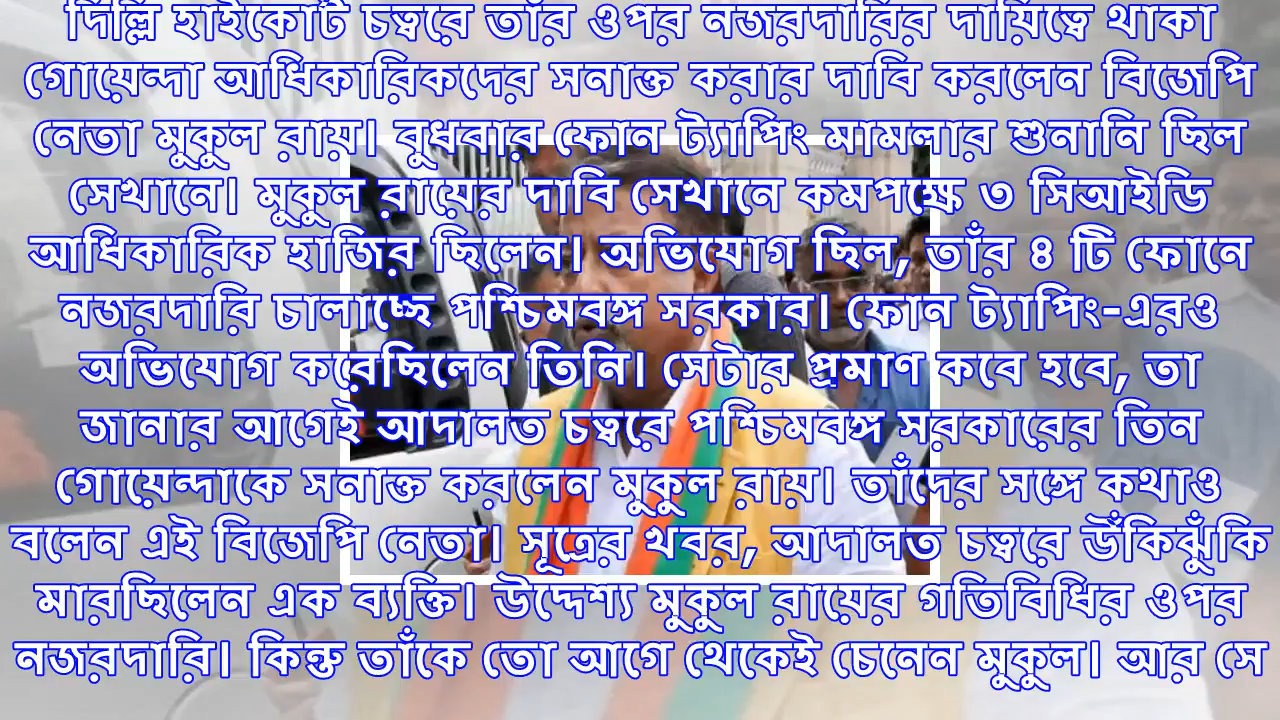 দিল্লি হাইকোর্ট চত্বরে তাঁর ওপর নজরদারির দায়িত্বে থাকা
গোয়েন্দা আধিকারিকদের সনাক্ত করার দাবি করলেন বিজেপি
নেতা মুকুল রায়। বুধবার ফোন ট্যাপিং মামলার শুনানি ছিল
সেখানে। মুকুল রায়ের দাবি সেখানে কমপক্ষে ৩ সিআইডি
আধিকারিক হাজির ছিলেন। অভিযোগ ছিল, তাঁর ৪ টি ফোনে
নজরদারি চালাচ্ছে পশ্চিমবঙ্গ সরকার। ফোন ট্যাপিং-এরও
অভিযোগ করেছিলেন তিনি। সেটার প্রমাণ কবে হবে, তা
জানার আগেই আদালত চত্বরে পশ্চিমবঙ্গ সরকারের তিন
গোয়েন্দাকে সনাক্ত করলেন মুকুল রায়। তাঁদের সঙ্গে কথাও
বলেন এই বিজেপি নেতা। সূত্রের খবর, আদালত চত্বরে উঁকিঝুঁকি
মারছিলেন এক ব্যক্তি। উদ্দেশ্য মুকুল রায়ের গতিবিধির ওপর
নজরদারি। কিন্তু তাঁকে তো আগে থেকেই চেনেন মুকুল। আর সে